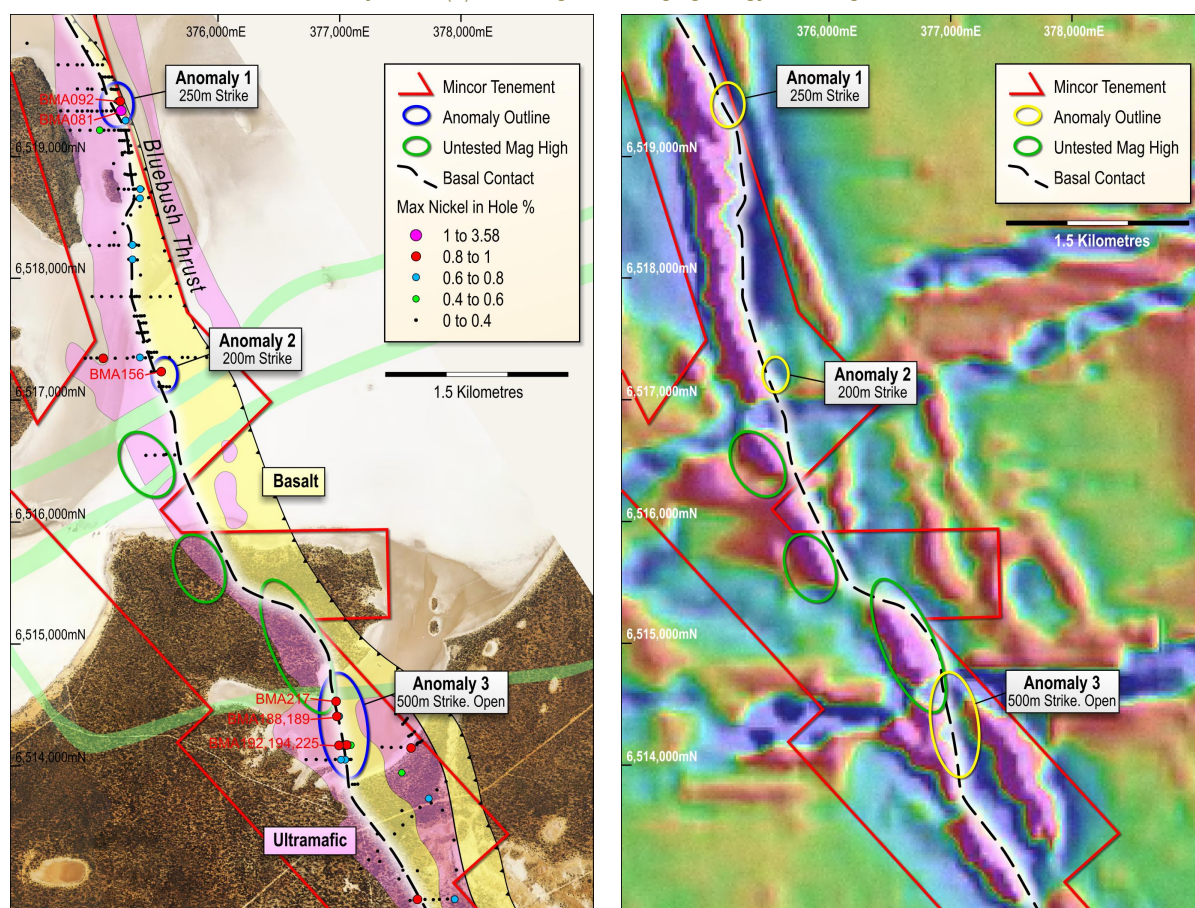 376,000mE
377,000mE
378,000mE
Anomaly 1
250m Strike
BMA092
BMA081
6,519,000mN
Bluebush Thrust
6,518,000mN
Anomaly 2
200m Strike
BMA156
6,517,000mN
Basalt
6,516,000mN
6,515,000mN
Anomaly 3
500m Strike. Open
BMA217
BMA188,189
BMA192,194,225
6,514,000mN
Ultramafic
Mincor Tenement
Anomaly Outline
Untested Mag High
Basal Contact
Max Nickel in Hole %
1 to 3.58
0.8 to 1
0.6 to 0.8
0.4 to 0.6
0 to 0.4
1.5 Kilometres
376,000mE
377,000mE
378,000mE
Anomaly 1
250m Strike
Mincor Tenement
Anomaly Outline
Untested Mag High
Basal Contact
1.5 Kilometres
6,519,000mN
6,518,000mN
Anomaly 2
200m Strike
6,517,000mN
6,516,000mN
6,515,000mN
Anomaly 3
500m Strike. Open
6,514,000mN